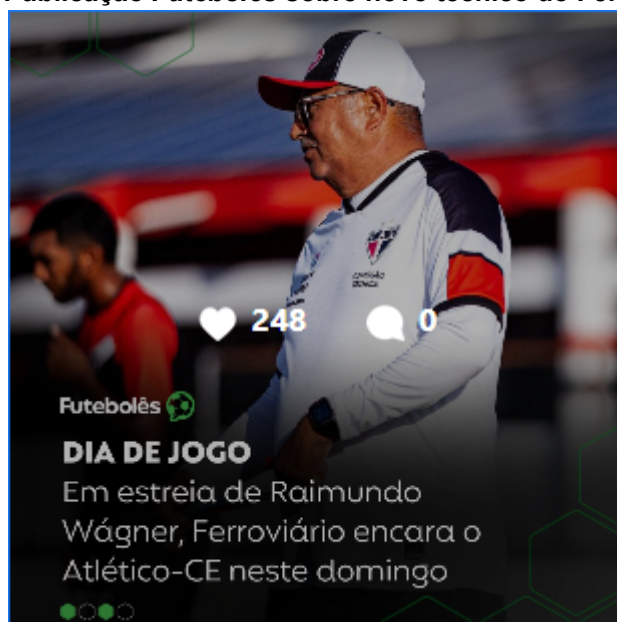 248 0
Futebolês
DIA DE JOGO
Em estreia de Raimundo
Wágner, Ferroviário encara o
Atlético-CE neste domingo